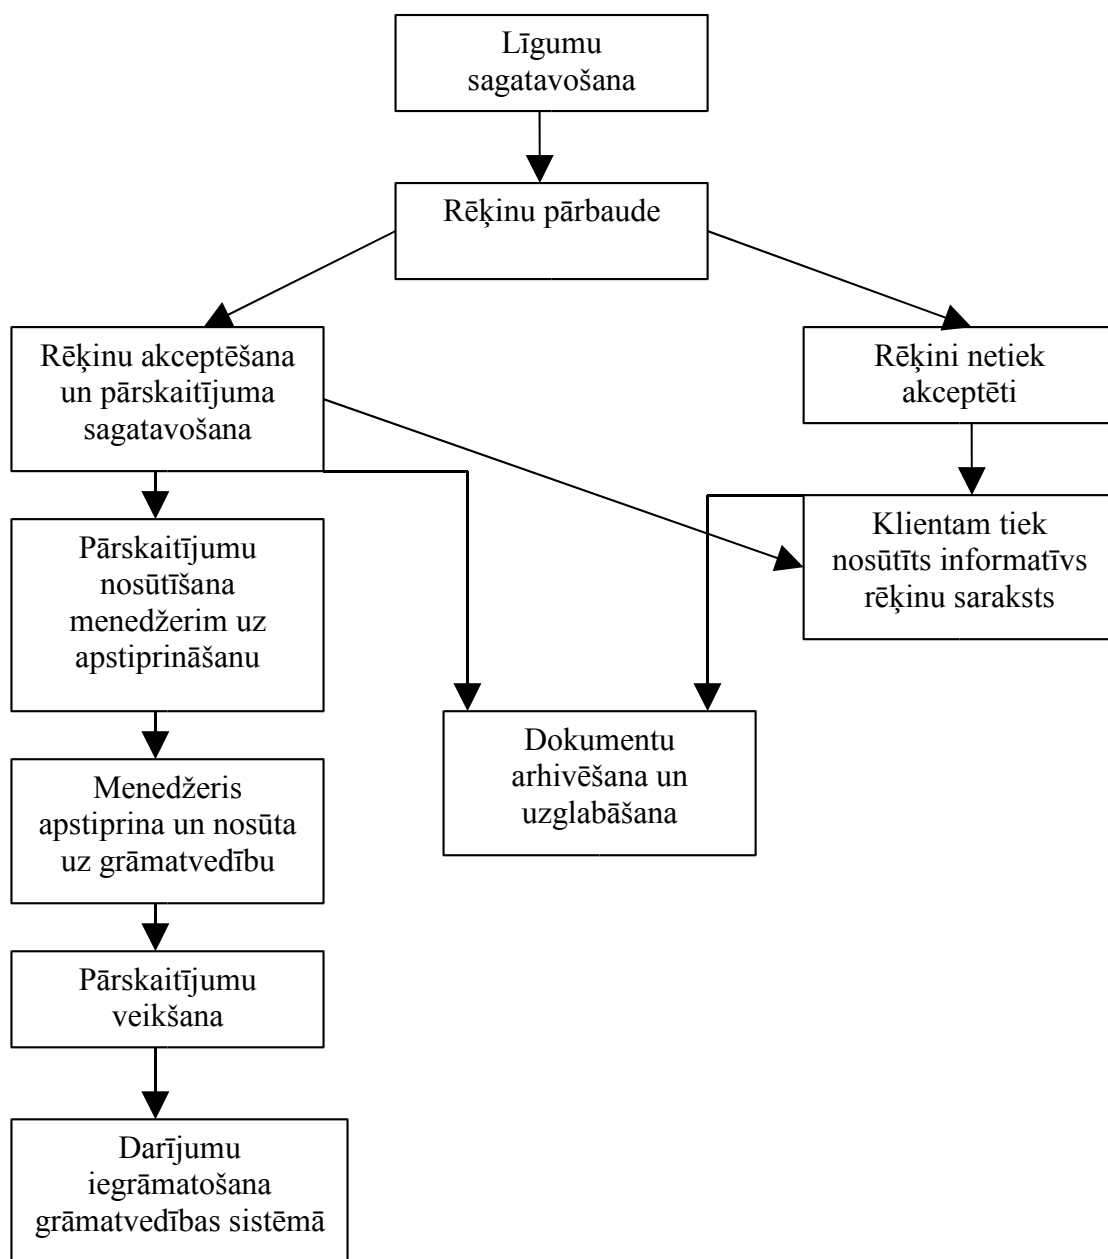 Līgumu
sagatavošana
Rēķinu pārbaude
Rēķinu akceptēšana
un pārskaitījuma
sagatavošana
Rēķini netiek
akceptēti
Pārskaitījumu
nosūtīšana
menedžerim uz
apstiprināšanu
Klientam tiek
nosūtīts informatīvs
rēķinu saraksts
Dokumentu
arhivēšana un
uzglabāšana
Menedžeris
apstiprina un nosūta
uz grāmatvedību
Pārskaitījumu
veikšana
Darījumu
iegrāmatošana
grāmatvedības sistēmā